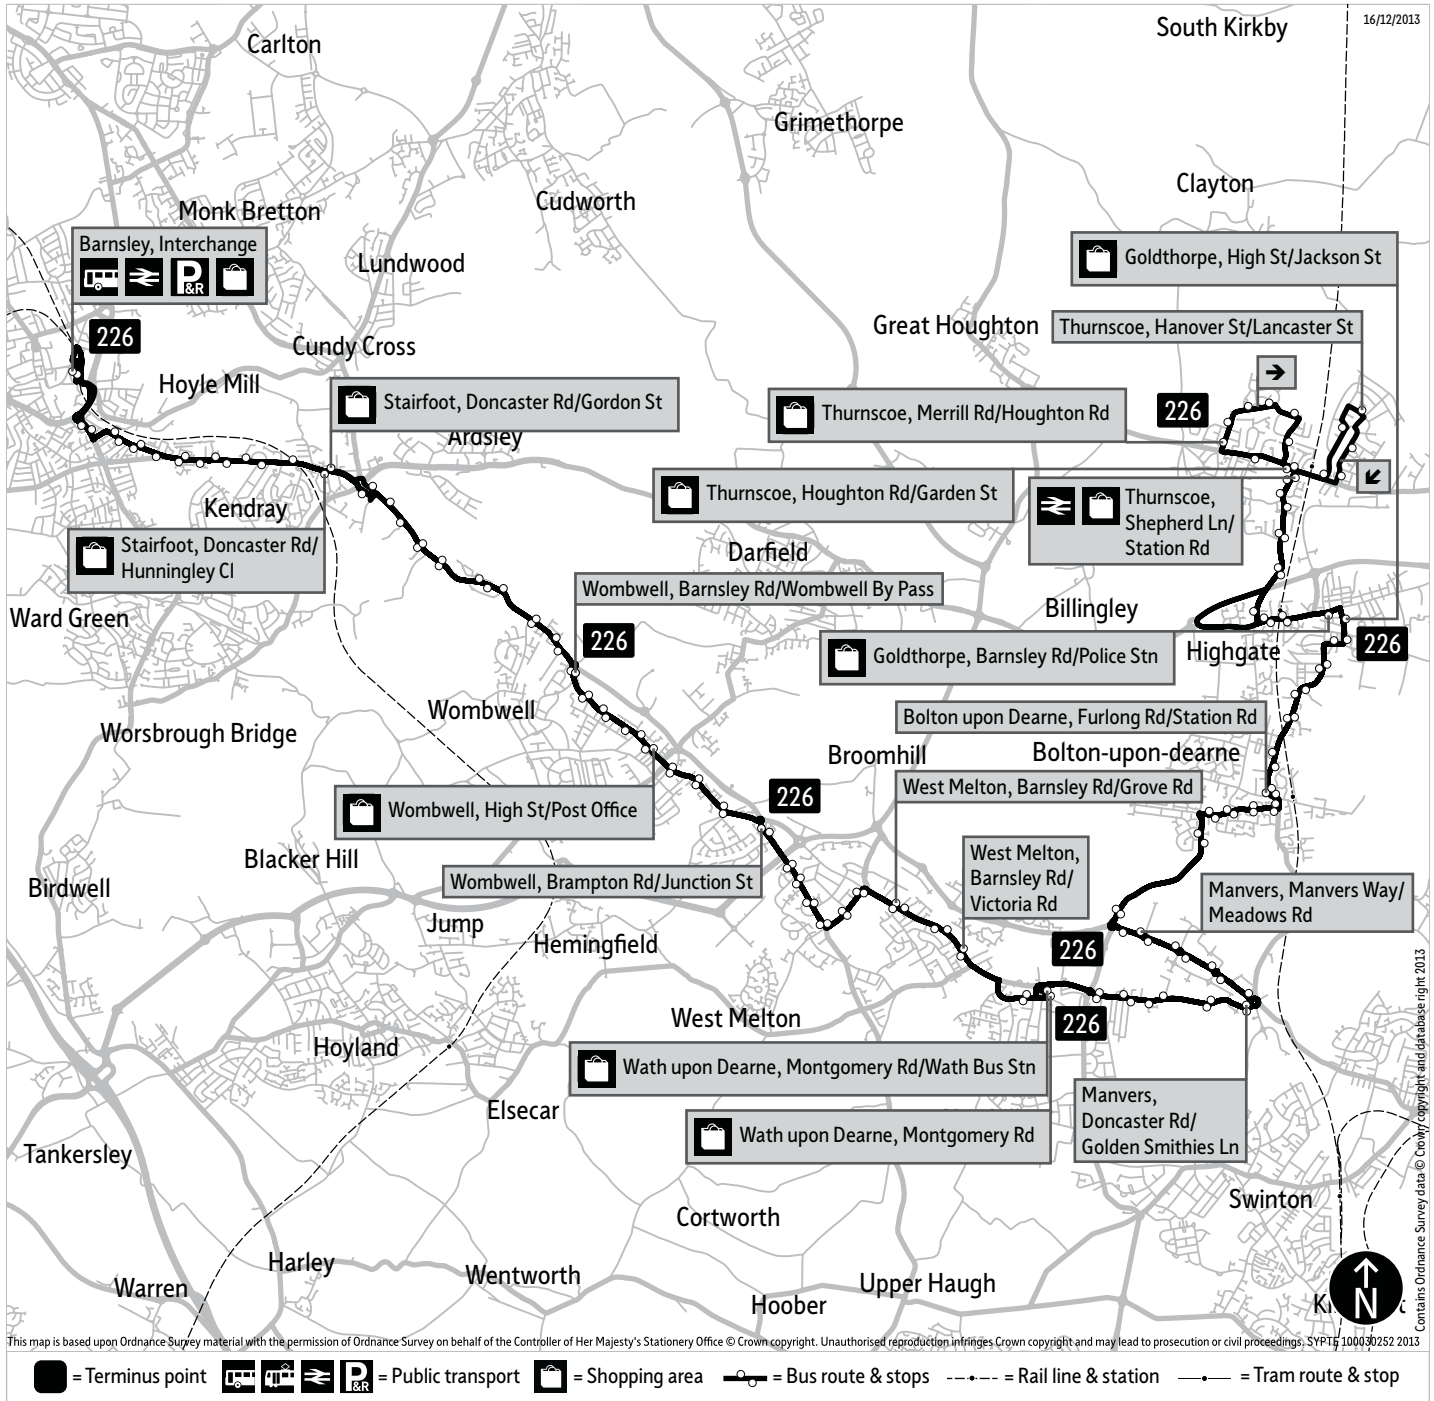 16/12/2013
South Kirkby
Carlton
Grimethorpe
Clayton
Cudworth
Monk Bretton
Barnsley, Interchange
P&R
Lundwood
Goldthorpe, High St/Jackson St
Great Houghton
Thurnscoe, Hanover St/Lancaster St
226
Cundy Cross
Hoyle Mill
Stairfoot, Doncaster Rd/Gordon St
Thurnscoe, Merrill Rd/Houghton Rd
226
Ardsley
Thurnscoe, Houghton Rd/Garden St
Thurnscoe,
Shepherd Ln/
Station Rd
Kendray
Stairfoot, Doncaster Rd/
Hunningley Cl
Darfield
Wombwell, Barnsley Rd/Wombwell By Pass
Billingley
Ward Green
226
Goldthorpe, Barnsley Rd/Police Stn
Highgate
226
Wombwell
Bolton upon Dearne, Furlong Rd/Station Rd
Worsbrough Bridge
Broomhill
Bolton-upon-dearne
West Melton, Barnsley Rd/Grove Rd
226
Wombwell, High St/Post Office
Blacker Hill
West Melton,
Barnsley Rd/
Victoria Rd
Birdwell
Wombwell, Brampton Rd/Junction St
Manvers, Manvers Way/
Meadows Rd
Jump
Hemingfield
226
West Melton
226
Hoyland
Wath upon Dearne, Montgomery Rd/Wath Bus Stn
Elsecar
Manvers,
Doncaster Rd/
Golden Smithies Ln
Wath upon Dearne, Montgomery Rd
Tankersley
Swinton
Cortworth
Harley
Wentworth
Warren
Upper Haugh
Hoober
N
Contains Ordnance Survey data © Crown copyright and database right 2013
This map is based upon Ordnance Survey material with the permission of Ordnance Survey on behalf of the Controller of Her Majesty's Stationery Office © Crown copyright. Unauthorised reproduction infringes Crown copyright and may lead to prosecution or civil proceedings. SYPTE 100030252 2013
= Terminus point
P&R = Public transport
= Shopping area
= Bus route & stops
= Rail line & station
= Tram route & stop